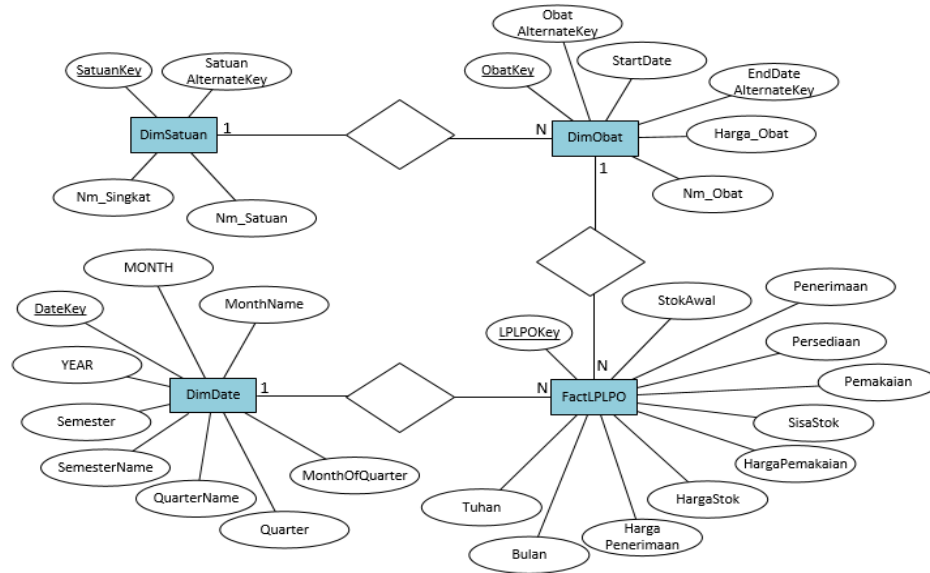 Obat
AlternateKey
SatuanKey
Satuan
AlternateKey
ObatKey
StartDate
EndDate
AlternateKey
DimSatuan
1
N
DimObat
Harga_Obat
1
Nm_Singkat
Nm_Satuan
Nm_Obat
MONTH
DateKey
MonthName
YEAR
DimDate
1
Semester
SemesterName
QuarterName
Quarter
MonthOfQuarter
LPLPOKey
StokAwal
Penerimaan
Persediaan
N
N
FactLPLPO
Pemakaian
SisaStok
HargaPemakaian
HargaStok
Harga
Penerimaan
Bulan
Tuhan